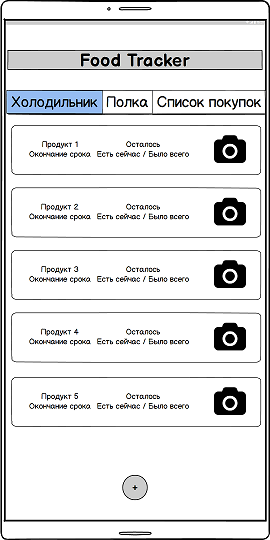 Food Tracker
Холодильник Полка Список покупок
Продукт 1 Осталось
Окончание срока Есть сейчас / Было всего
Продукт 2 Осталось
Окончание срока Есть сейчас / Было всего
Продукт 3 Осталось
Окончание срока Есть сейчас / Было всего
Продукт 4 Осталось
Окончание срока Есть сейчас / Было всего
Продукт 5 Осталось
Окончание срока Есть сейчас / Было всего
+